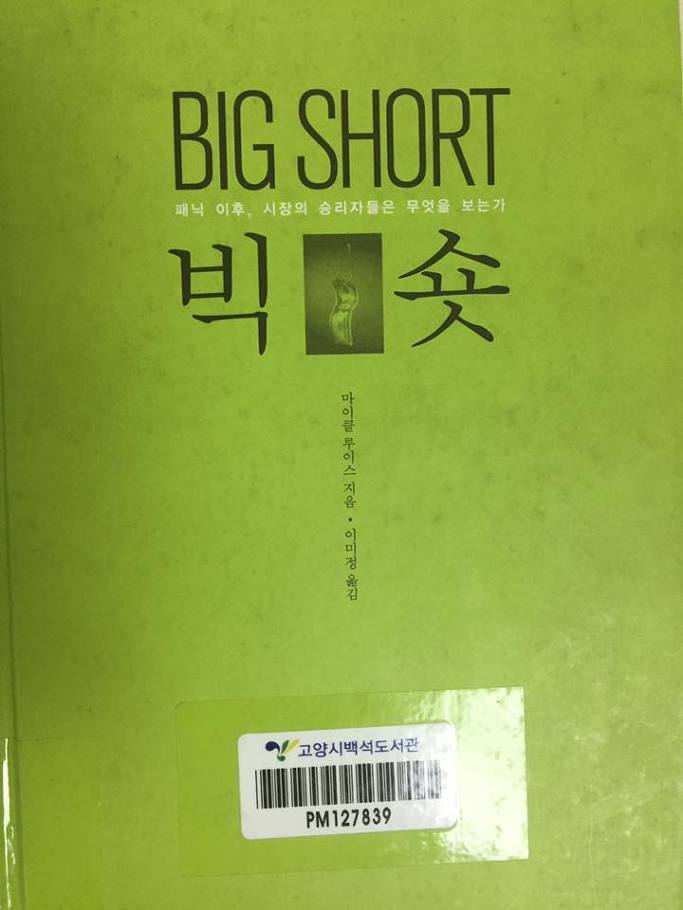 BIG SHORT
패닉 이후, 시장의 승리자들은 무엇을 보는가
빅 숏
마이클 루이스 지음 · 이미정 옮김
고양시백석도서관
PM127839